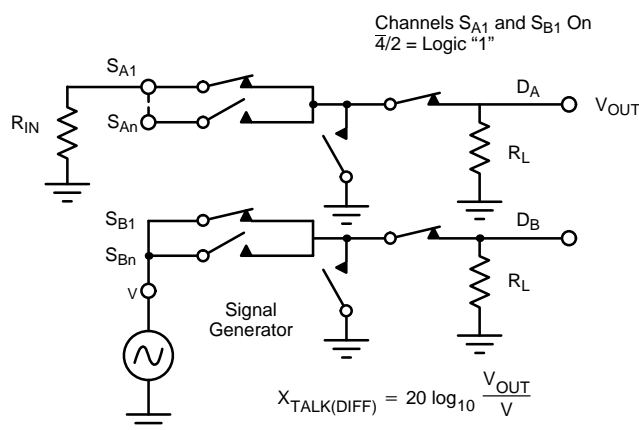 Channels S_A1 and S_B1 On
4̅/2 = Logic “1”
S_A1
S_An
R_IN
D_A
V_OUT
R_L
S_B1
S_Bn
D_B
R_L
V
Signal
Generator
X_TALK(DIFF) = 20 log_10 V_OUT/V